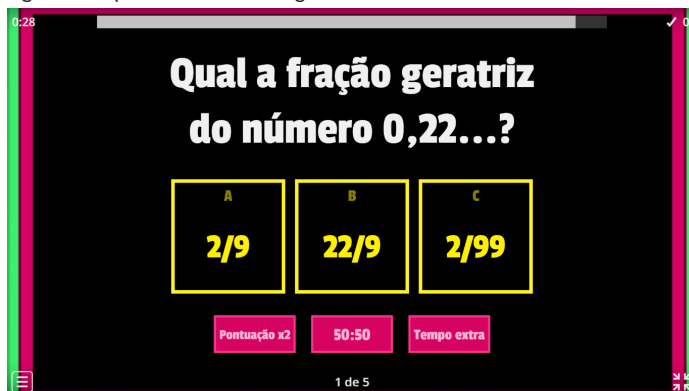 0:28
✓ 0
Qual a fração geratriz
do número 0,22...?
A
B
C
2/9
22/9
2/99
Pontuação x2
50:50
Tempo extra
1 de 5